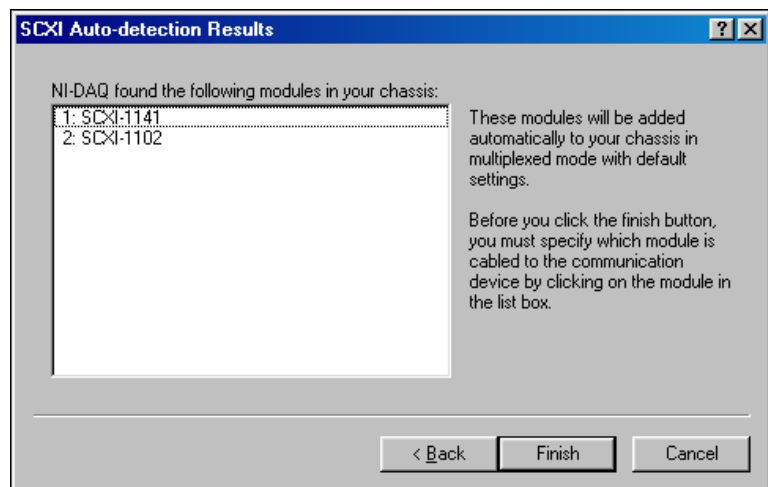 SCXI Auto-detection Results
NI-DAQ found the following modules in your chassis:
1: SCXI-1141
2: SCXI-1102
These modules will be added
automatically to your chassis in
multiplexed mode with default
settings.
Before you click the finish button,
you must specify which module is
cabled to the communication
device by clicking on the module in
the list box.
< Back
Finish
Cancel